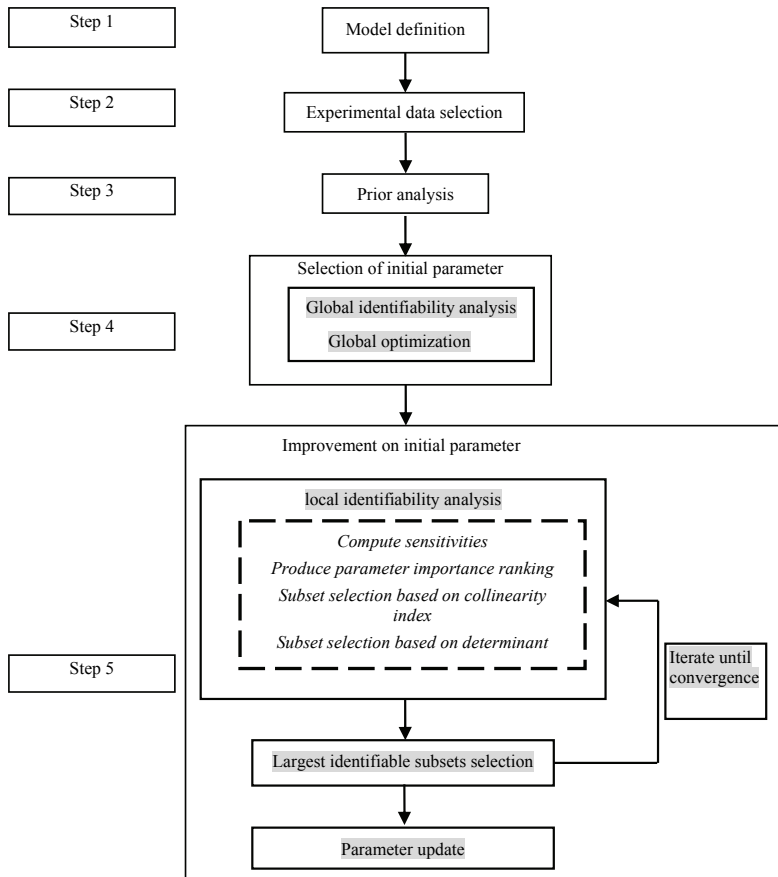 Step 1
Model definition
Step 2
Experimental data selection
Step 3
Prior analysis
Selection of initial parameter
Global identifiability analysis
Global optimization
Step 4
Improvement on initial parameter
local identifiability analysis
Compute sensitivities
Produce parameter importance ranking
Subset selection based on collinearity
index
Subset selection based on determinant
Step 5
Iterate until
convergence
Largest identifiable subsets selection
Parameter update